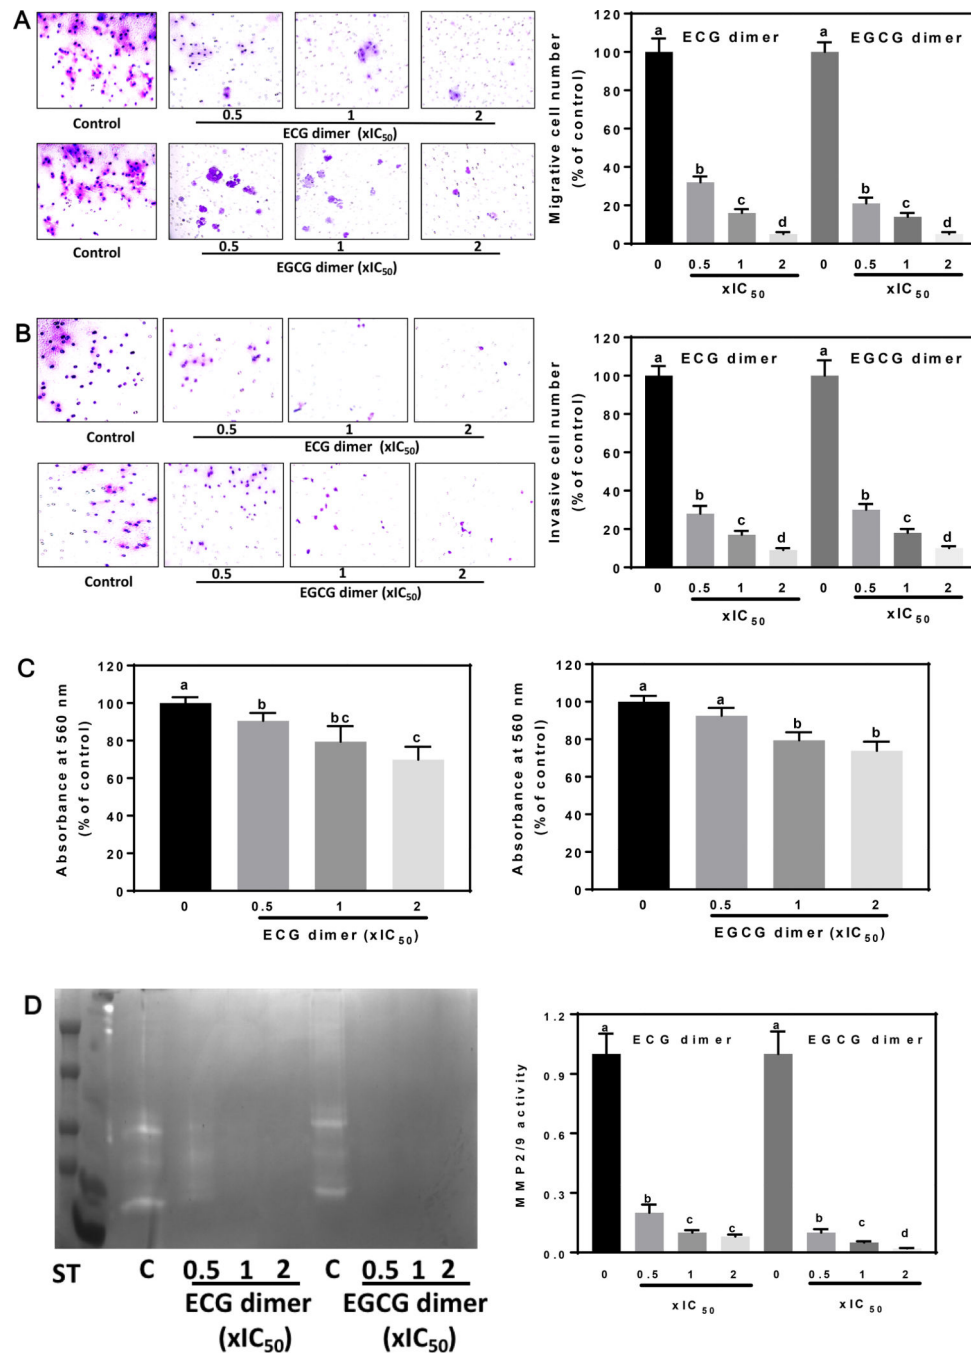 A
Control
0.5 1 2
ECG dimer (xIC50)
Control
0.5 1 2
EGCG dimer (xIC50)
Migrative cell number
(% of control)
120
100
80
60
40
20
0
ECG dimer EGCG dimer
a b c d a b c d
0 0.5 1 2 0 0.5 1 2
xIC50 xIC50
B
Control
0.5 1 2
ECG dimer (xIC50)
Control
0.5 1 2
EGCG dimer (xIC50)
Invasive cell number
(% of control)
120
100
80
60
40
20
0
ECG dimer EGCG dimer
a b c d a b c d
0 0.5 1 2 0 0.5 1 2
xIC50 xIC50
C
Absorbance at 560 nm
(% of control)
120
100
80
60
40
20
0
a b bc c
0 0.5 1 2
ECG dimer (xIC50)
Absorbance at 560 nm
(% of control)
120
100
80
60
40
20
0
a a b b
0 0.5 1 2
EGCG dimer (xIC50)
D
ST C 0.5 1 2 C 0.5 1 2
ECG dimer EGCG dimer
(xIC50) (xIC50)
MMP2/9 activity
1.2
0.9
0.6
0.3
0.0
ECG dimer EGCG dimer
a b c c a b c d
0 0.5 1 2 0 0.5 1 2
xIC50 xIC50